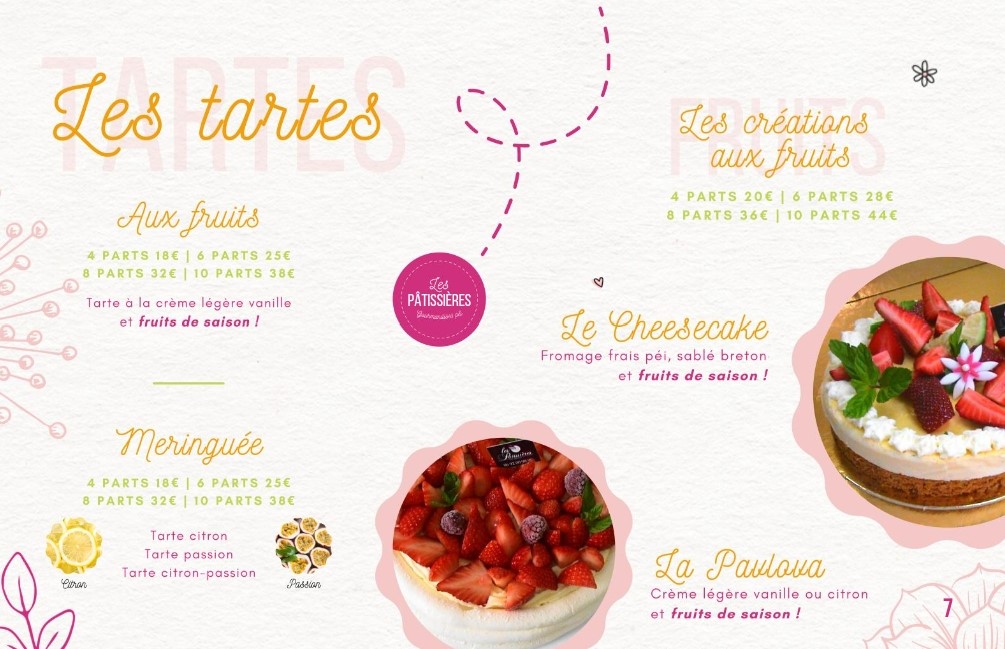 TARTES
Les tartes
Aux fruits
4 PARTS 18€ | 6 PARTS 25€
8 PARTS 32€ | 10 PARTS 38€
Tarte à la crème légère vanille
et fruits de saison !
Meringuée
4 PARTS 18€ | 6 PARTS 25€
8 PARTS 32€ | 10 PARTS 38€
Tarte citron
Tarte passion
Tarte citron-passion
Citron
Passion
Les
PÂTISSIÈRES
FRUITS
Les créations
aux fruits
4 PARTS 20€ | 6 PARTS 28€
8 PARTS 36€ | 10 PARTS 44€
Le Cheesecake
Fromage frais péi, sablé breton
et fruits de saison !
La Pavlova
Crème légère vanille ou citron
et fruits de saison !
7